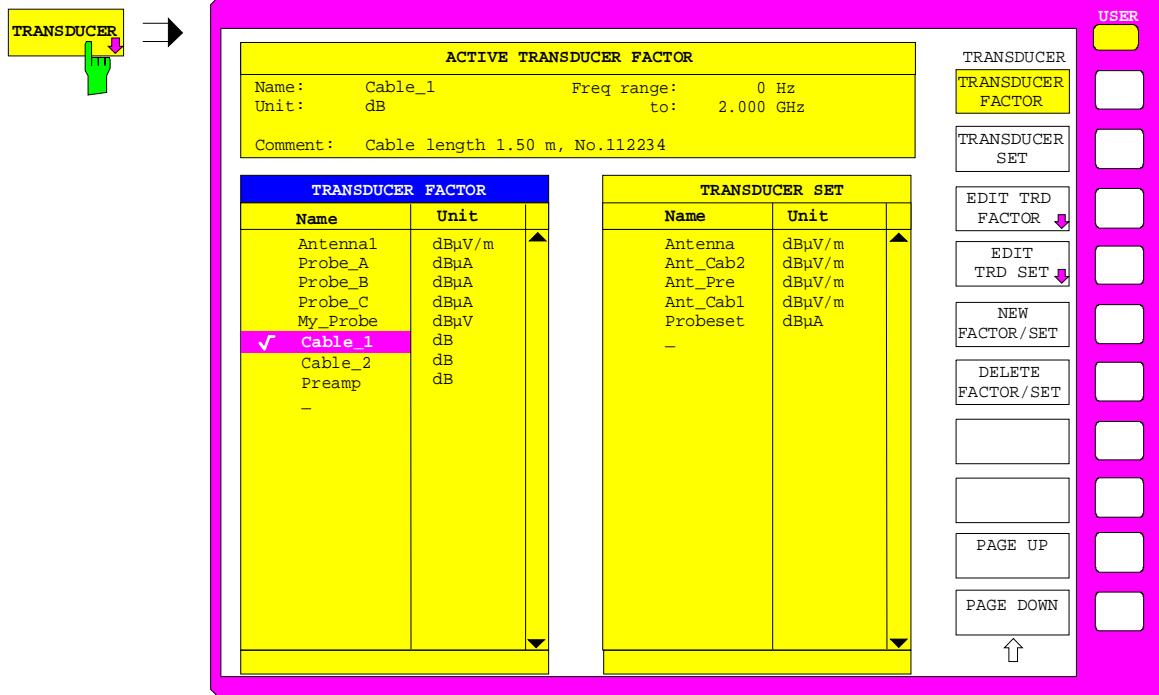 TRANSDUCER
USER
ACTIVE TRANSDUCER FACTOR
Name: Cable_1 Freq range: 0 Hz
Unit: dB to: 2.000 GHz
Comment: Cable length 1.50 m, No.112234
TRANSDUCER FACTOR
Name Unit
Antenna1 dBµV/m
Probe_A dBµA
Probe_B dBµA
Probe_C dBµA
My_Probe dBµV
√ Cable_1 dB
Cable_2 dB
Preamp dB
_
TRANSDUCER SET
Name Unit
Antenna dBµV/m
Ant_Cab2 dBµV/m
Ant_Pre dBµV/m
Ant_Cab1 dBµV/m
Probeset dBµA
_
TRANSDUCER
TRANSDUCER
FACTOR
TRANSDUCER
SET
EDIT TRD
FACTOR
EDIT
TRD SET
NEW
FACTOR/SET
DELETE
FACTOR/SET
PAGE UP
PAGE DOWN